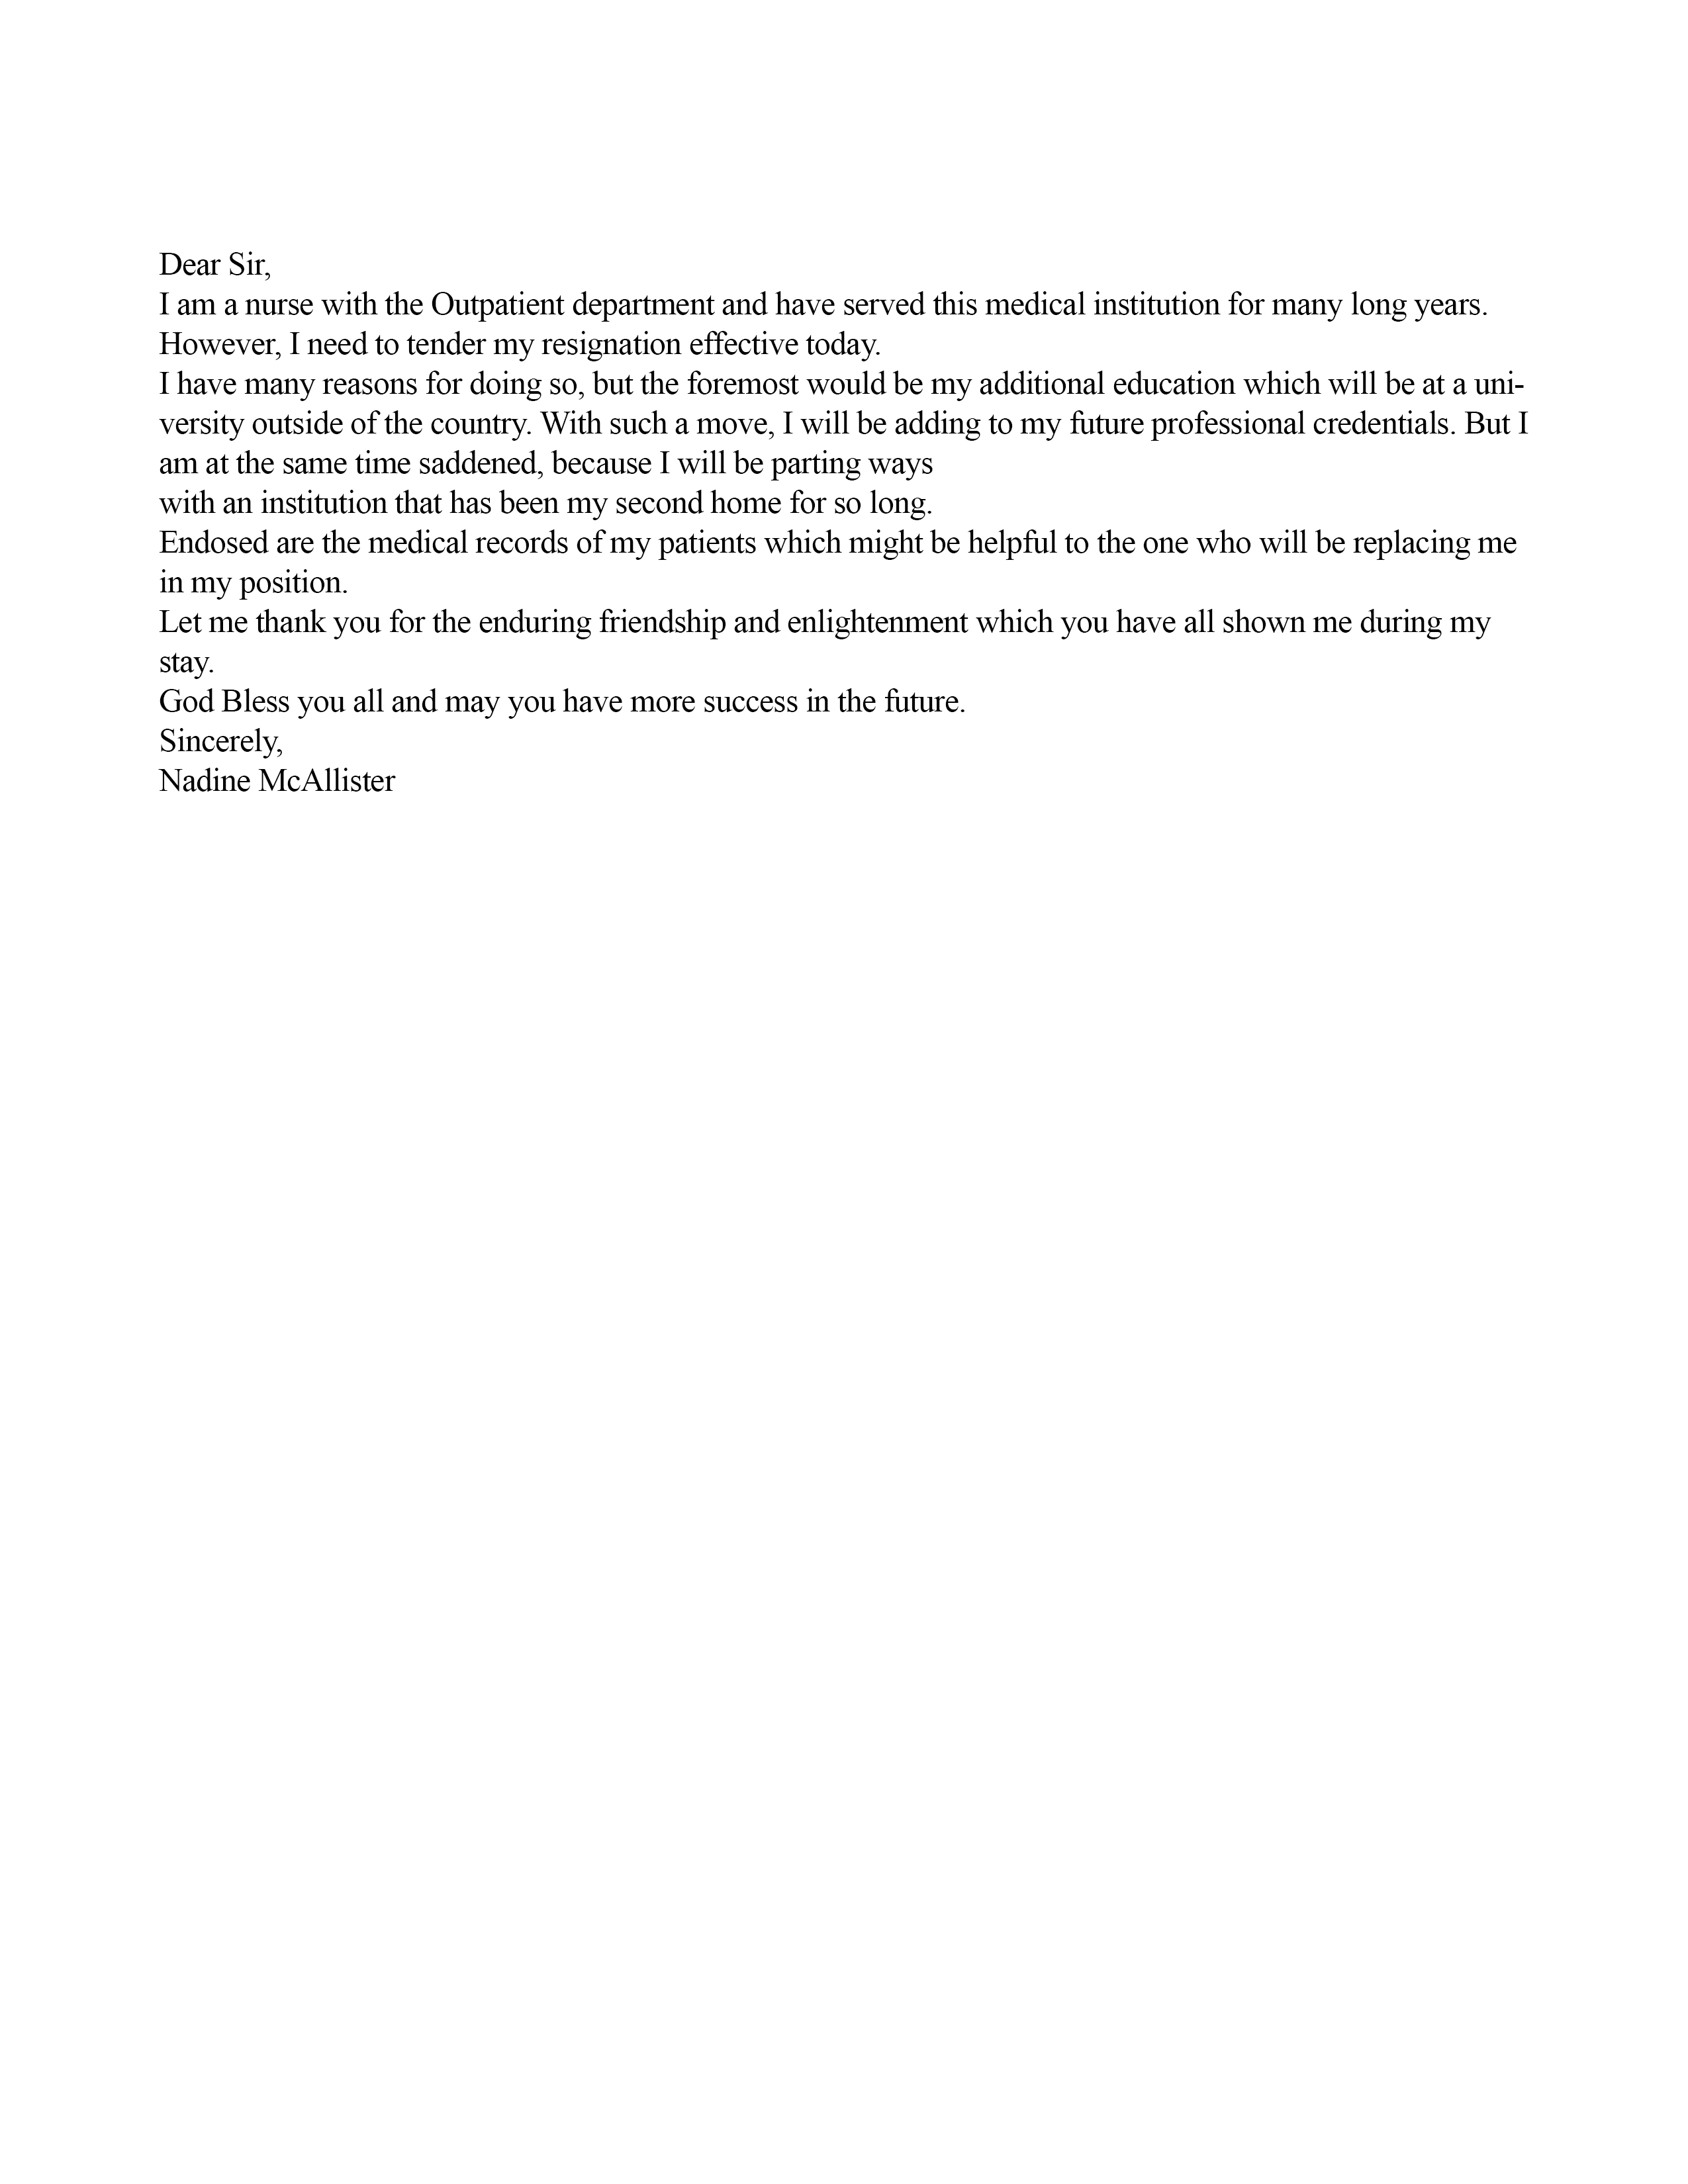 Dear Sir,
I am a nurse with the Outpatient department and have served this medical institution for many long years.
However, I need to tender my resignation effective today.
I have many reasons for doing so, but the foremost would be my additional education which will be at a uni-
versity outside of the country. With such a move, I will be adding to my future professional credentials. But I
am at the same time saddened, because I will be parting ways
with an institution that has been my second home for so long.
Endosed are the medical records of my patients which might be helpful to the one who will be replacing me
in my position.
Let me thank you for the enduring friendship and enlightenment which you have all shown me during my
stay.
God Bless you all and may you have more success in the future.
Sincerely,
Nadine McAllister